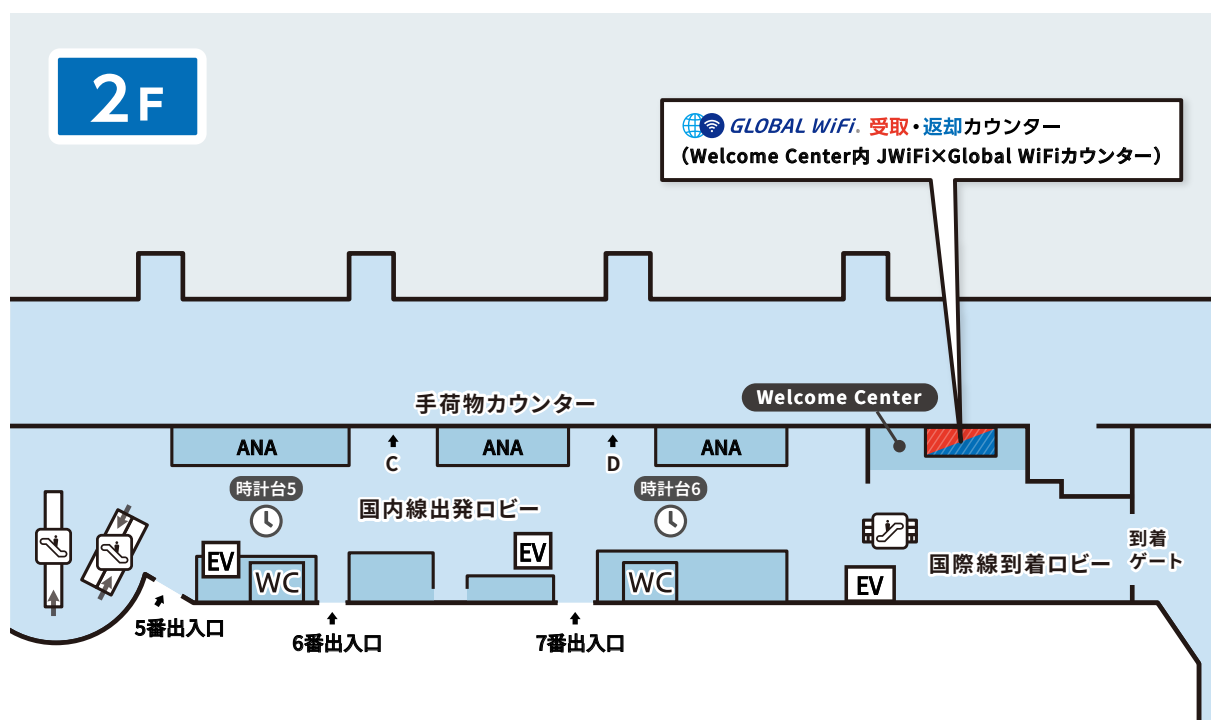 2F
GLOBAL WiFi. 受取・返却カウンター
(Welcome Center内 JWiFi×Global WiFiカウンター)
手荷物カウンター
Welcome Center
ANA
C
ANA
D
ANA
時計台5
国内線出発ロビー
時計台6
EV
WC
EV
WC
EV
国際線到着ロビー
到着
ゲート
5番出入口
6番出入口
7番出入口